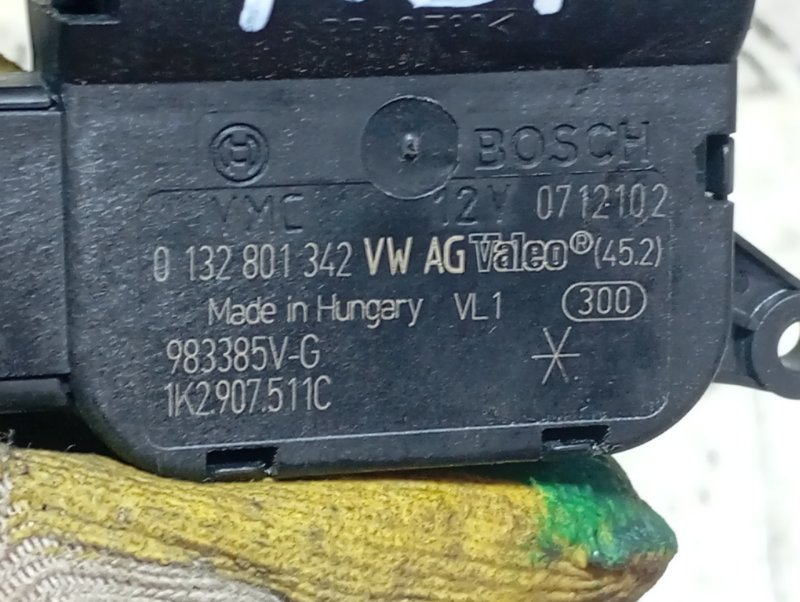 BOSCH
VMC 12V 0712102
0 132 801 342 VW AG Valeo® (45.2)
Made in Hungary VL1 300
983385V-G
1K2.907.511C